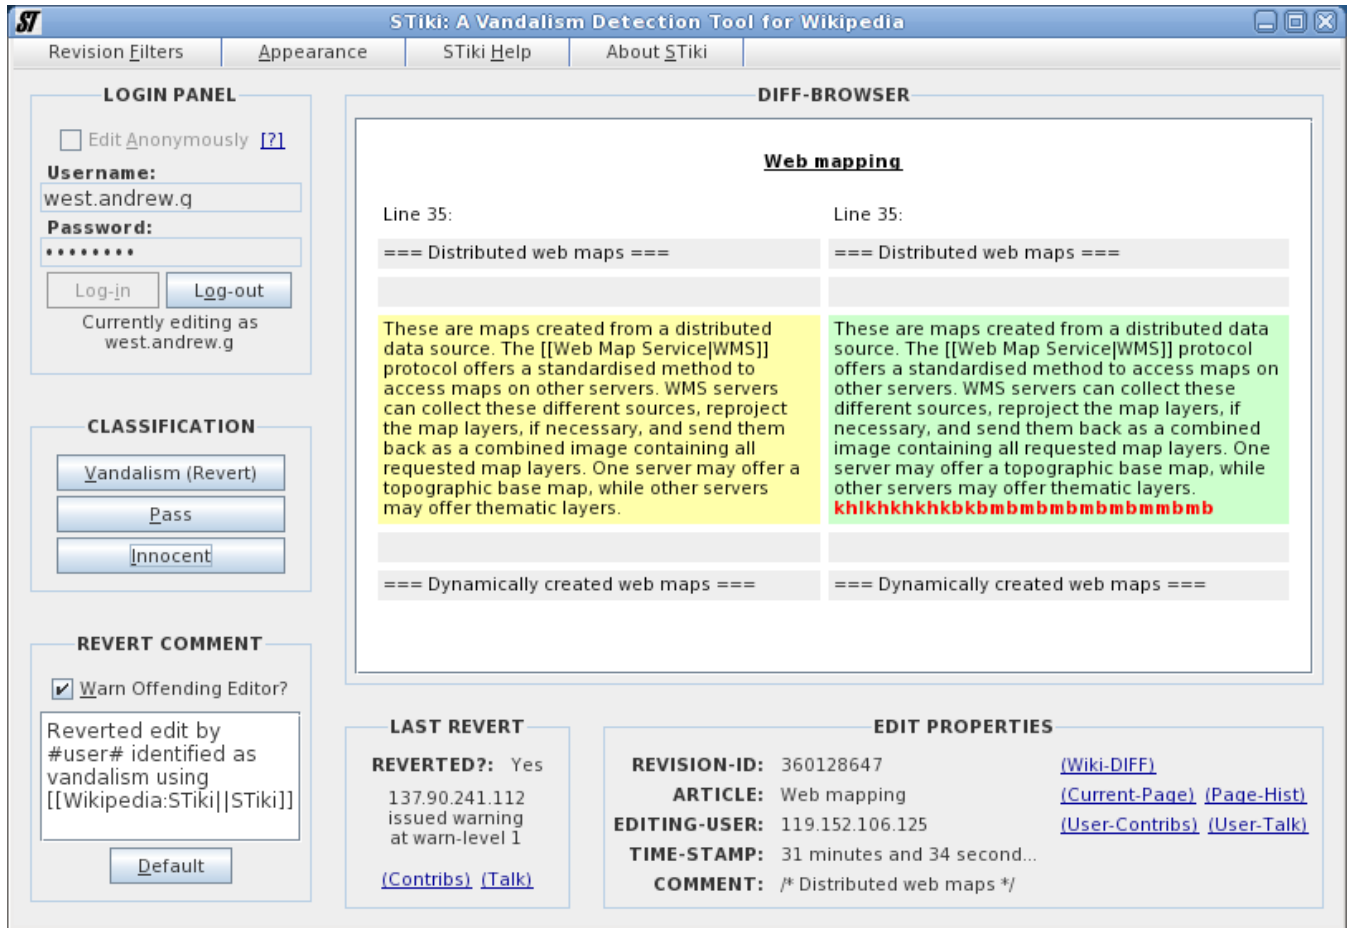 ST
STiki: A Vandalism Detection Tool for Wikipedia
Revision Filters
Appearance
STiki Help
About STiki
LOGIN PANEL
Edit Anonymously [?]
Username:
west.andrew.g
Password:
Log-in Log-out
Currently editing as
west.andrew.g
CLASSIFICATION
Vandalism (Revert)
Pass
Innocent
REVERT COMMENT
Warn Offending Editor?
Reverted edit by
#user# identified as
vandalism using
[[Wikipedia:STiki||STiki]]
Default
DIFF-BROWSER
Web mapping
Line 35:
=== Distributed web maps ===
These are maps created from a distributed
data source. The [[Web Map Service|WMS]]
protocol offers a standardised method to
access maps on other servers. WMS servers
can collect these different sources, reproject
the map layers, if necessary, and send them
back as a combined image containing all
requested map layers. One server may offer a
topographic base map, while other servers
may offer thematic layers.
=== Dynamically created web maps ===
Line 35:
=== Distributed web maps ===
These are maps created from a distributed data
source. The [[Web Map Service|WMS]] protocol
offers a standardised method to access maps on
other servers. WMS servers can collect these
different sources, reproject the map layers, if
necessary, and send them back as a combined
image containing all requested map layers. One
server may offer a topographic base map, while
other servers may offer thematic layers.
khlkhkhkhkbkbmbmbmbmbmbmmbmb
=== Dynamically created web maps ===
LAST REVERT
REVERTED?: Yes
137.90.241.112
issued warning
at warn-level 1
(Contribs) (Talk)
EDIT PROPERTIES
REVISION-ID: 360128647 (Wiki-DIFF)
ARTICLE: Web mapping (Current-Page) (Page-Hist)
EDITING-USER: 119.152.106.125 (User-Contribs) (User-Talk)
TIME-STAMP: 31 minutes and 34 second...
COMMENT: /* Distributed web maps */